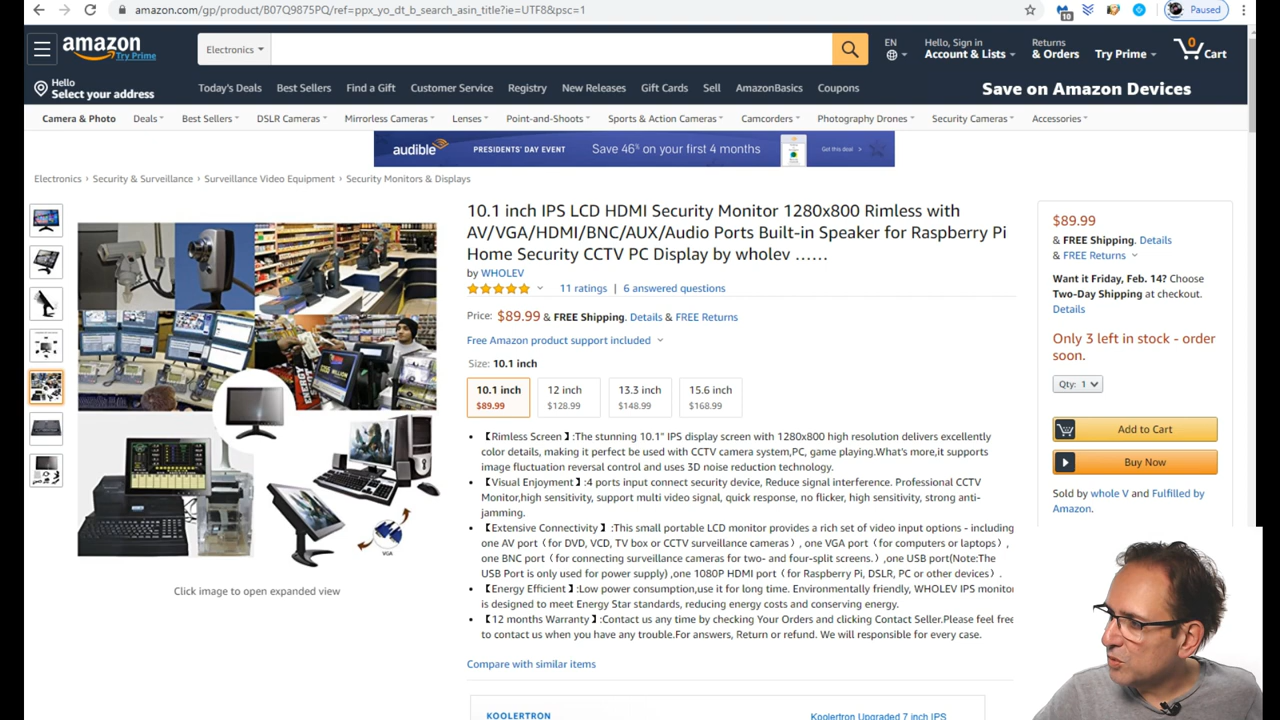 amazon.com/gp/product/B07Q9875PQ/ref=ppx_yo_dt_b_search_asin_title?ie=UTF8&psc=1
10
Paused
amazon
Try Prime
Electronics
EN
Hello, Sign in
Account & Lists
Returns
& Orders
Try Prime
0
Cart
Hello
Select your address
Today's Deals Best Sellers Find a Gift Customer Service Registry New Releases Gift Cards Sell AmazonBasics Coupons
Save on Amazon Devices
Camera & Photo Deals Best Sellers DSLR Cameras Mirrorless Cameras Lenses Point-and-Shoots Sports & Action Cameras Camcorders Photography Drones Security Cameras Accessories
audible PRESIDENTS' DAY EVENT Save 46% on your first 4 months Get this deal >
Electronics › Security & Surveillance › Surveillance Video Equipment › Security Monitors & Displays
10.1 inch IPS LCD HDMI Security Monitor 1280x800 Rimless with
AV/VGA/HDMI/BNC/AUX/Audio Ports Built-in Speaker for Raspberry Pi
Home Security CCTV PC Display by wholev ……
by WHOLEV
11 ratings | 6 answered questions
Price: $89.99 & FREE Shipping. Details & FREE Returns
Free Amazon product support included
Size: 10.1 inch
10.1 inch
$89.99
12 inch
$128.99
13.3 inch
$148.99
15.6 inch
$168.99
• 【Rimless Screen】:The stunning 10.1" IPS display screen with 1280x800 high resolution delivers excellently
color details, making it perfect be used with CCTV camera system,PC, game playing.What's more,it supports
image fluctuation reversal control and uses 3D noise reduction technology.
• 【Visual Enjoyment】:4 ports input connect security device, Reduce signal interference. Professional CCTV
Monitor,high sensitivity, support multi video signal, quick response, no flicker, high sensitivity, strong anti-
jamming.
• 【Extensive Connectivity】:This small portable LCD monitor provides a rich set of video input options - including
one AV port（for DVD, VCD, TV box or CCTV surveillance cameras）, one VGA port（for computers or laptops）,
one BNC port（for connecting surveillance cameras for two- and four-split screens.）,one USB port(Note:The
USB Port is only used for power supply) ,one 1080P HDMI port（for Raspberry Pi, DSLR, PC or other devices）.
• 【Energy Efficient】:Low power consumption,use it for long time. Environmentally friendly, WHOLEV IPS monitor
is designed to meet Energy Star standards, reducing energy costs and conserving energy.
• 【12 months Warranty】:Contact us any time by checking Your Orders and clicking Contact Seller.Please feel free
to contact us when you have any trouble.For answers, Return or refund. We will responsible for every case.
Compare with similar items
KOOLERTRON
Koolertron Upgraded 7 inch IPS
VGA
Click image to open expanded view
$89.99
& FREE Shipping. Details
& FREE Returns
Want it Friday, Feb. 14? Choose
Two-Day Shipping at checkout.
Details
Only 3 left in stock - order
soon.
Qty: 1
Add to Cart
Buy Now
Sold by whole V and Fulfilled by
Amazon.